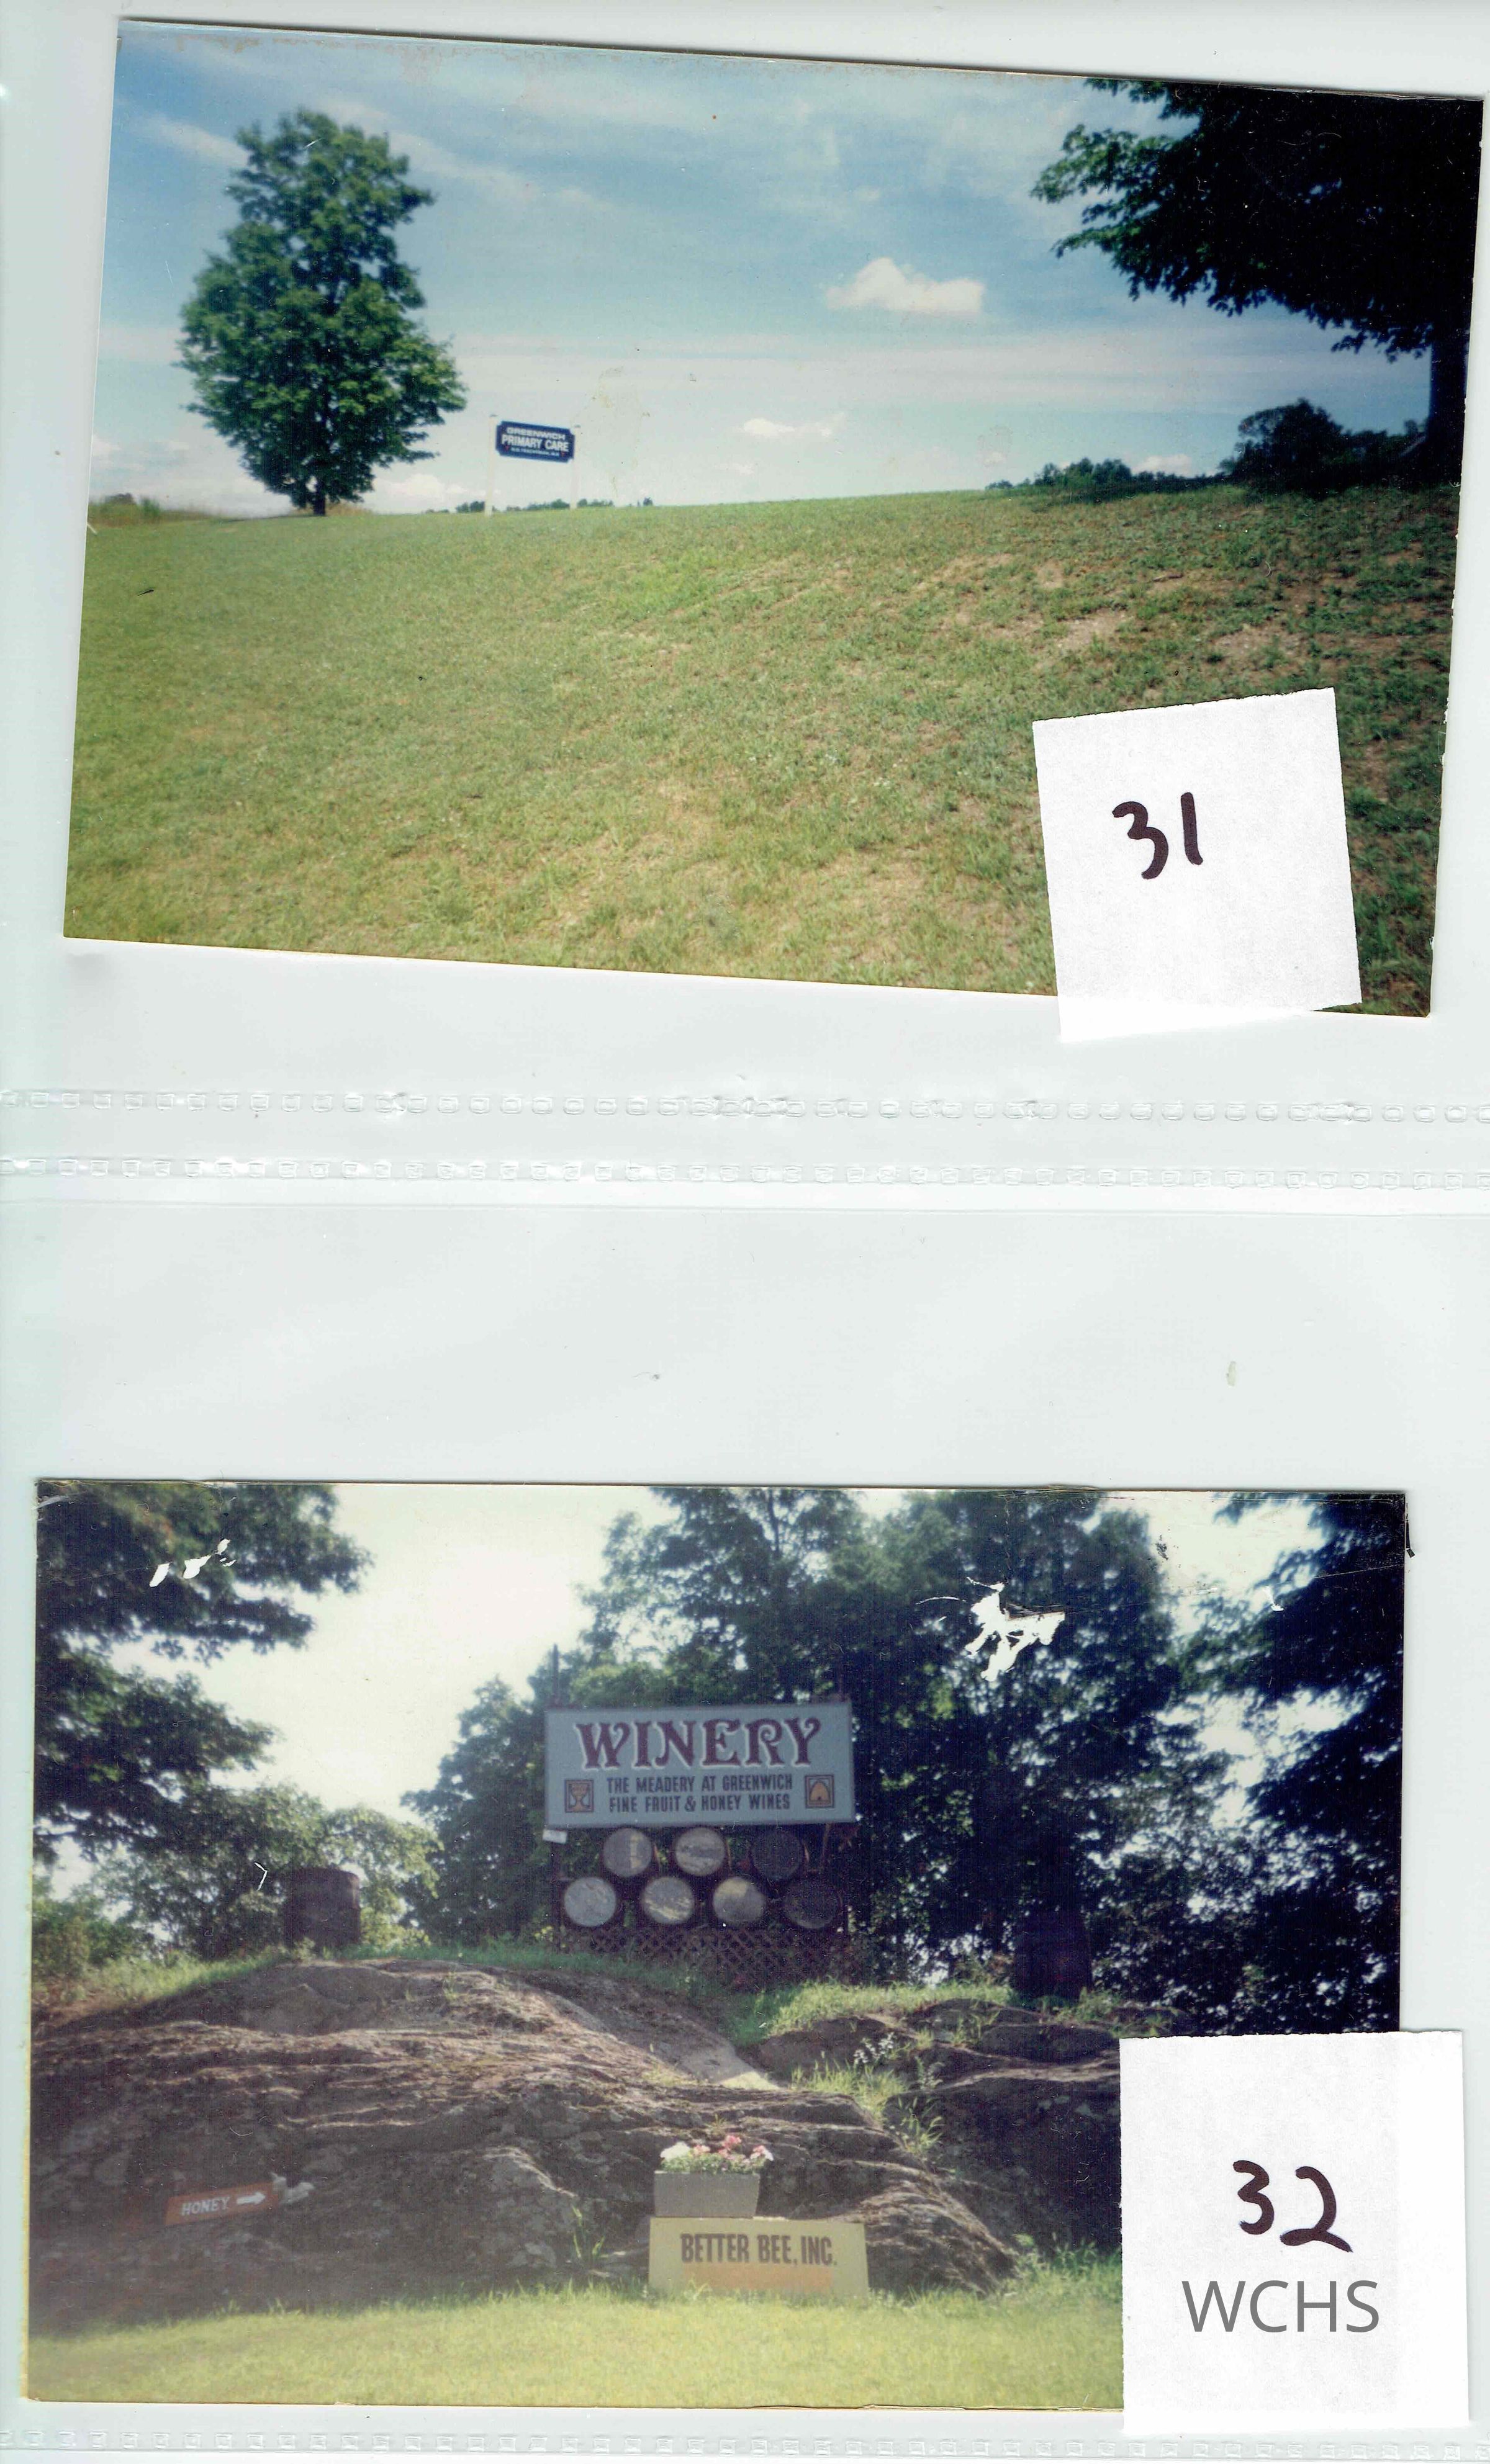 GREENWICH
PRIMARY CARE
31
WINERY
THE MEADERY AT GREENWICH
FINE FRUIT & HONEY WINES
HONEY
BETTER BEE, INC.
32
WCHS